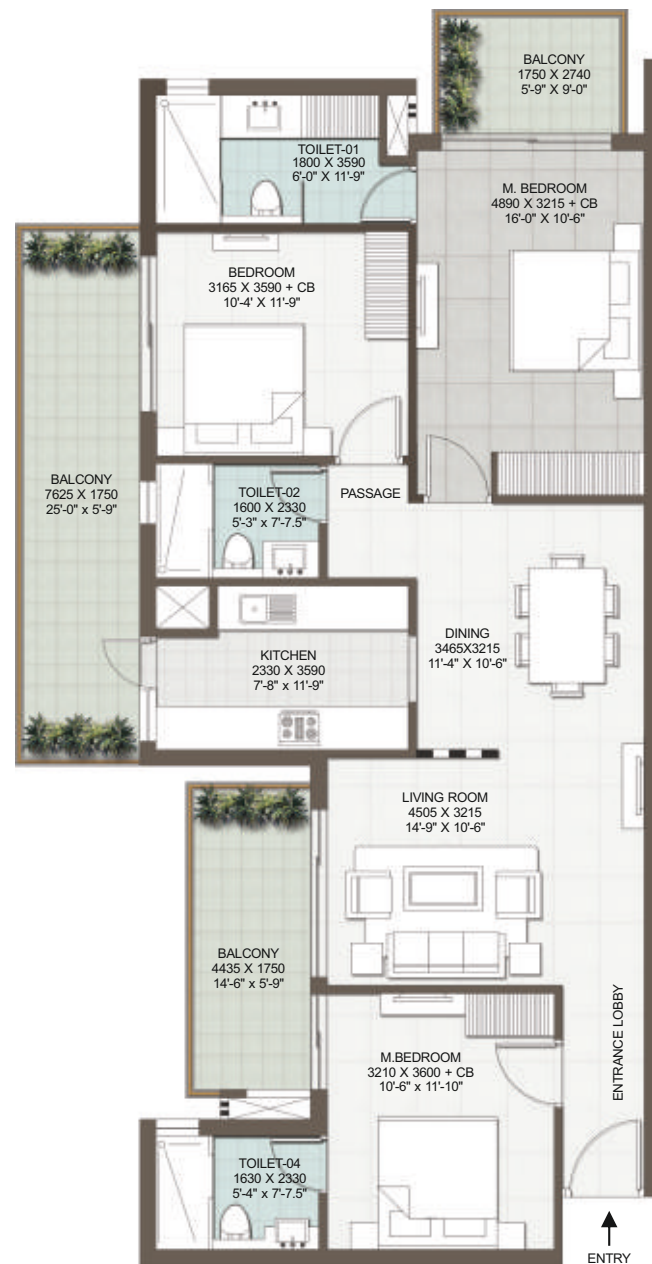 BALCONY
1750 X 2740
5'-9" X 9'-0"
TOILET-01
1800 X 3590
6'-0" X 11'-9"
M. BEDROOM
4890 X 3215 + CB
16'-0" X 10'-6"
BEDROOM
3165 X 3590 + CB
10'-4' X 11'-9"
BALCONY
7625 X 1750
25'-0" x 5'-9"
TOILET-02
1600 X 2330
5'-3" x 7'-7.5"
PASSAGE
DINING
3465X3215
11'-4" X 10'-6"
KITCHEN
2330 X 3590
7'-8" x 11'-9"
LIVING ROOM
4505 X 3215
14'-9" X 10'-6"
BALCONY
4435 X 1750
14'-6" x 5'-9"
M.BEDROOM
3210 X 3600 + CB
10'-6" x 11'-10"
ENTRANCE LOBBY
TOILET-04
1630 X 2330
5'-4" x 7'-7.5"
ENTRY